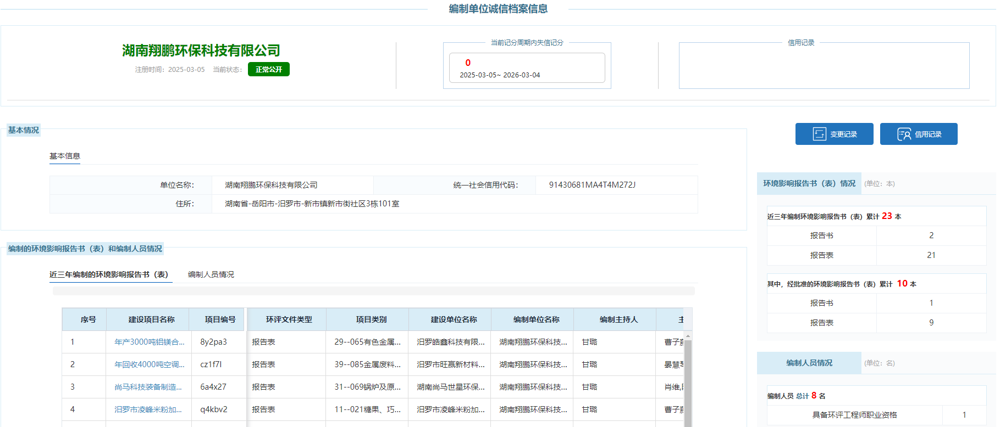 编制单位诚信档案信息
湖南翔鹏环保科技有限公司
注册时间：2025-03-05 当前状态： 正常公开
当前记分周期内失信记分
0
2025-03-05~ 2026-03-04
信用记录
基本情况
变更记录 信用记录
基本信息
单位名称： 湖南翔鹏环保科技有限公司 统一社会信用代码： 91430681MA4T4M272J
住所： 湖南省-岳阳市-汨罗市-新市镇新市街社区3栋101室
编制的环境影响报告书（表）和编制人员情况
近三年编制的环境影响报告书（表） 编制人员情况
序号 建设项目名称 项目编号 环评文件类型 项目类别 建设单位名称 编制单位名称 编制主持人 主
1 年产3000吨铝镁合... 8y2pa3 报告表 29--065有色金属... 汨罗皓鑫科技有限... 湖南翔鹏环保科技... 甘璐 曹子
2 年回收4000吨空调... cz1f7l 报告表 39--085金属废料... 汨罗市旺赢新材料... 湖南翔鹏环保科技... 甘璐 晏慧
3 尚马科技装备制造... 6a4x27 报告表 31--069锅炉及原... 湖南尚马世星环保... 湖南翔鹏环保科技... 甘璐 肖维,
4 汨罗市凌峰米粉加... q4kbv2 报告表 11--021糖果、巧... 汨罗市凌峰米粉加... 湖南翔鹏环保科技... 甘璐 曹子
环境影响报告书（表）情况 (单位：本)
近三年编制环境影响报告书（表）累计 23 本
报告书 2
报告表 21
其中，经批准的环境影响报告书（表）累计 10 本
报告书 1
报告表 9
编制人员情况 (单位：名)
编制人员 总计 8 名
具备环评工程师职业资格 1